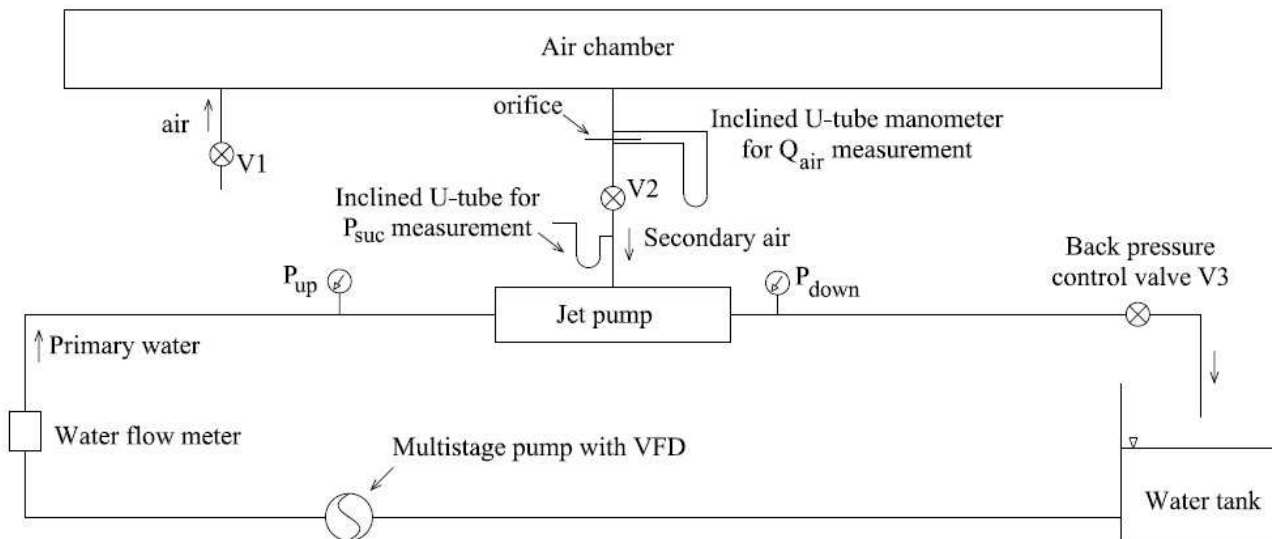 Air chamber
orifice
air
V1
Inclined U-tube manometer
for Q_air measurement
V2
Inclined U-tube for
P_suc measurement
Secondary air
P_up
P_down
Back pressure
control valve V3
Jet pump
Primary water
Water flow meter
Multistage pump with VFD
Water tank